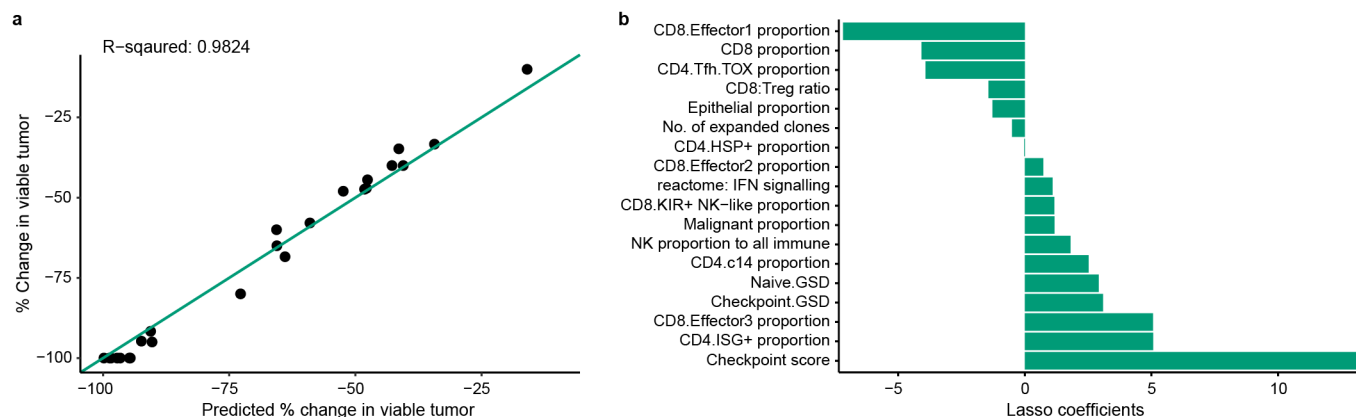 a
R−sqaured: 0.9824
% Change in viable tumor
−25
−50
−75
−100
−100
−75
−50
−25
Predicted % change in viable tumor
b
CD8.Effector1 proportion
CD8 proportion
CD4.Tfh.TOX proportion
CD8:Treg ratio
Epithelial proportion
No. of expanded clones
CD4.HSP+ proportion
CD8.Effector2 proportion
reactome: IFN signalling
CD8.KIR+ NK−like proportion
Malignant proportion
NK proportion to all immune
CD4.c14 proportion
Naive.GSD
Checkpoint.GSD
CD8.Effector3 proportion
CD4.ISG+ proportion
Checkpoint score
−5
0
5
10
Lasso coefficients